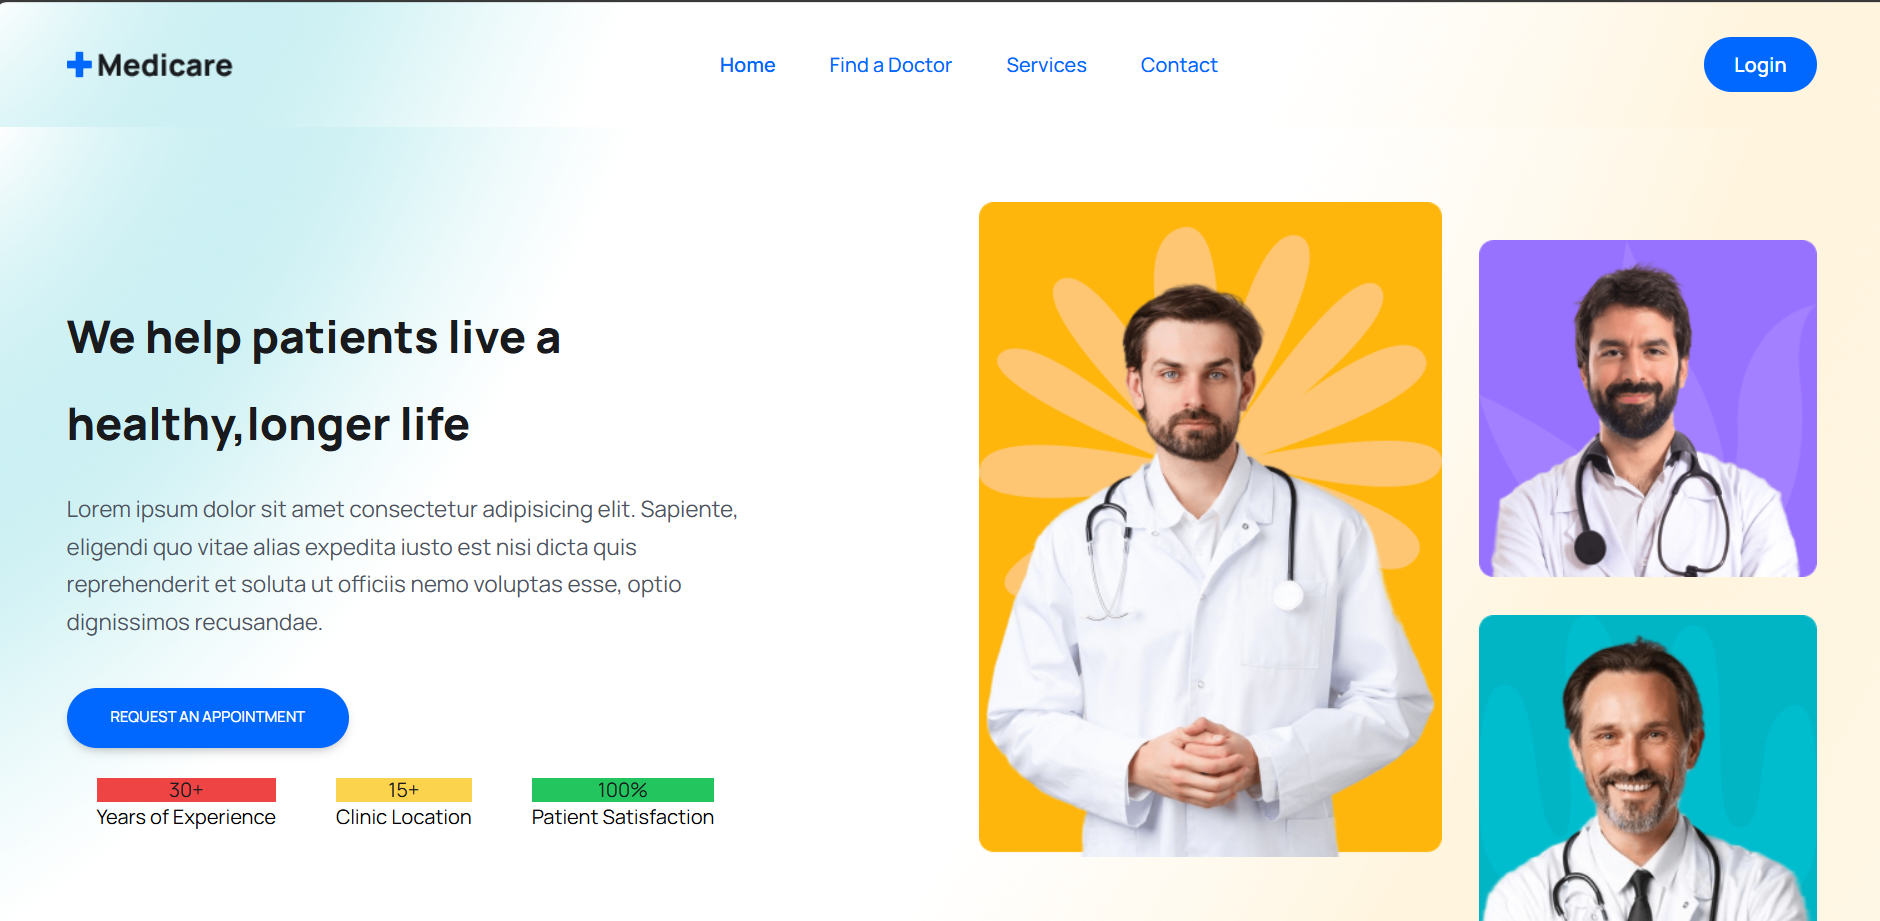 Medicare
Home
Find a Doctor
Services
Contact
Login
We help patients live a
healthy,longer life
Lorem ipsum dolor sit amet consectetur adipisicing elit. Sapiente,
eligendi quo vitae alias expedita iusto est nisi dicta quis
reprehenderit et soluta ut officiis nemo voluptas esse, optio
dignissimos recusandae.
REQUEST AN APPOINTMENT
30+
Years of Experience
15+
Clinic Location
100%
Patient Satisfaction